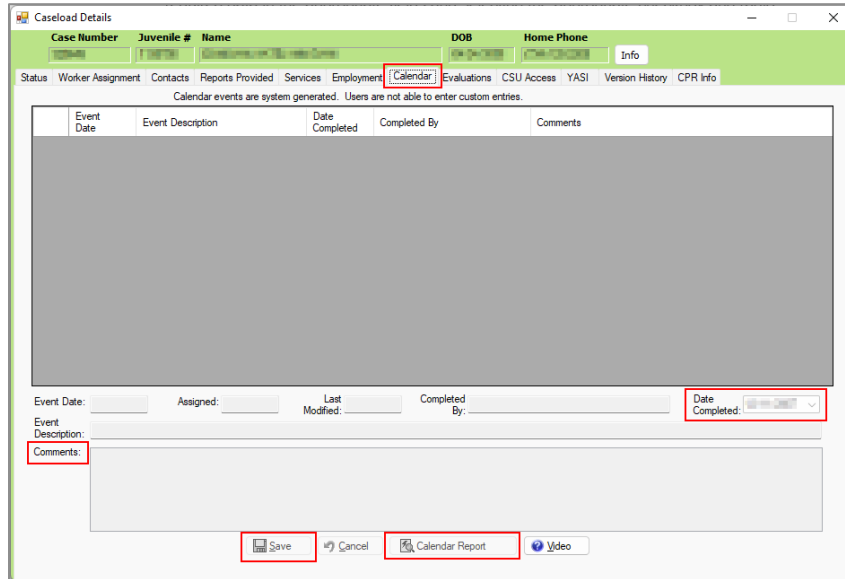 Caseload Details
Case Number Juvenile # Name DOB Home Phone
Info
Status Worker Assignment Contacts Reports Provided Services Employment Calendar Evaluations CSU Access YASI Version History CPR Info
Calendar events are system generated. Users are not able to enter custom entries.
Event Date Event Description Date Completed Completed By Comments
Event Date: Assigned: Last Modified: Completed By: Date Completed:
Event Description:
Comments:
Save Cancel Calendar Report Video